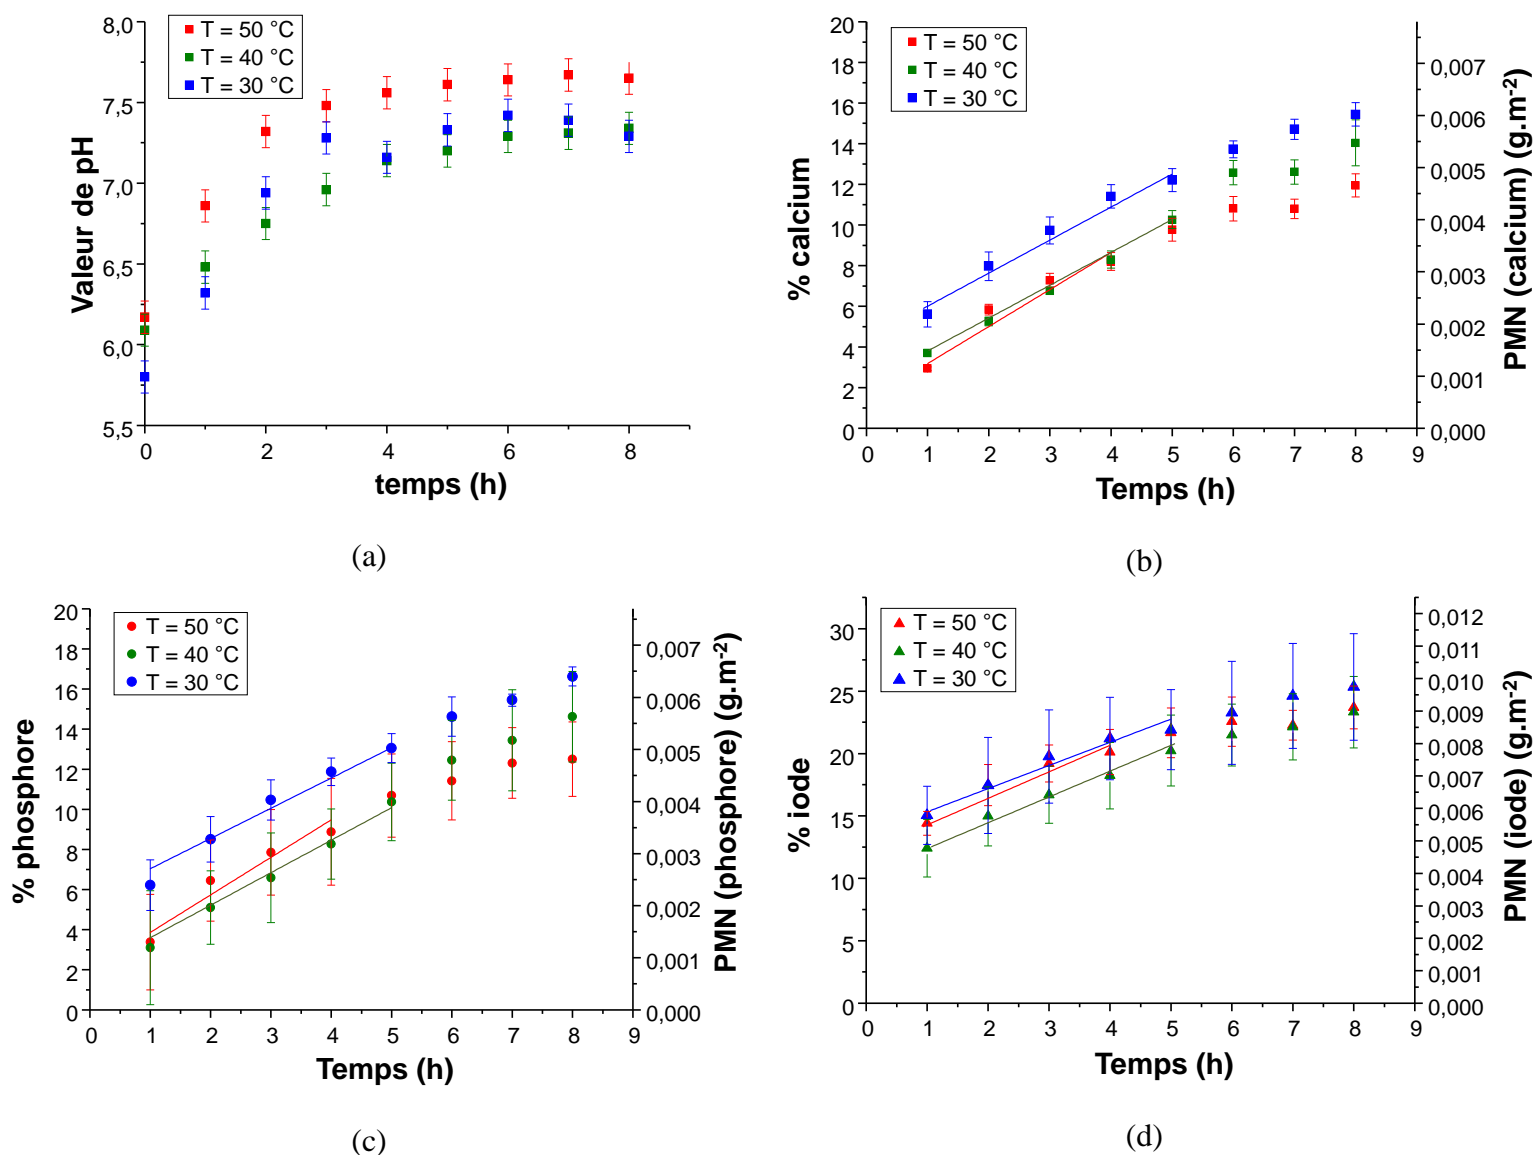 8,0
7,5
7,0
6,5
6,0
5,5
Valeur de pH
T = 50 °C
T = 40 °C
T = 30 °C
0 2 4 6 8
temps (h)
(a)
20
18
16
14
12
10
8
6
4
2
0
% calcium
T = 50 °C
T = 40 °C
T = 30 °C
0 1 2 3 4 5 6 7 8 9
Temps (h)
0,007
0,006
0,005
0,004
0,003
0,002
0,001
0,000
PMN (calcium) (g.m-2)
(b)
20
18
16
14
12
10
8
6
4
2
0
% phosphore
T = 50 °C
T = 40 °C
T = 30 °C
0 1 2 3 4 5 6 7 8 9
Temps (h)
0,007
0,006
0,005
0,004
0,003
0,002
0,001
0,000
PMN (phosphore) (g.m-2)
(c)
30
25
20
15
10
5
0
% iode
T = 50 °C
T = 40 °C
T = 30 °C
0 1 2 3 4 5 6 7 8 9
Temps (h)
0,012
0,011
0,010
0,009
0,008
0,007
0,006
0,005
0,004
0,003
0,002
0,001
0,000
PMN (iode) (g.m-2)
(d)